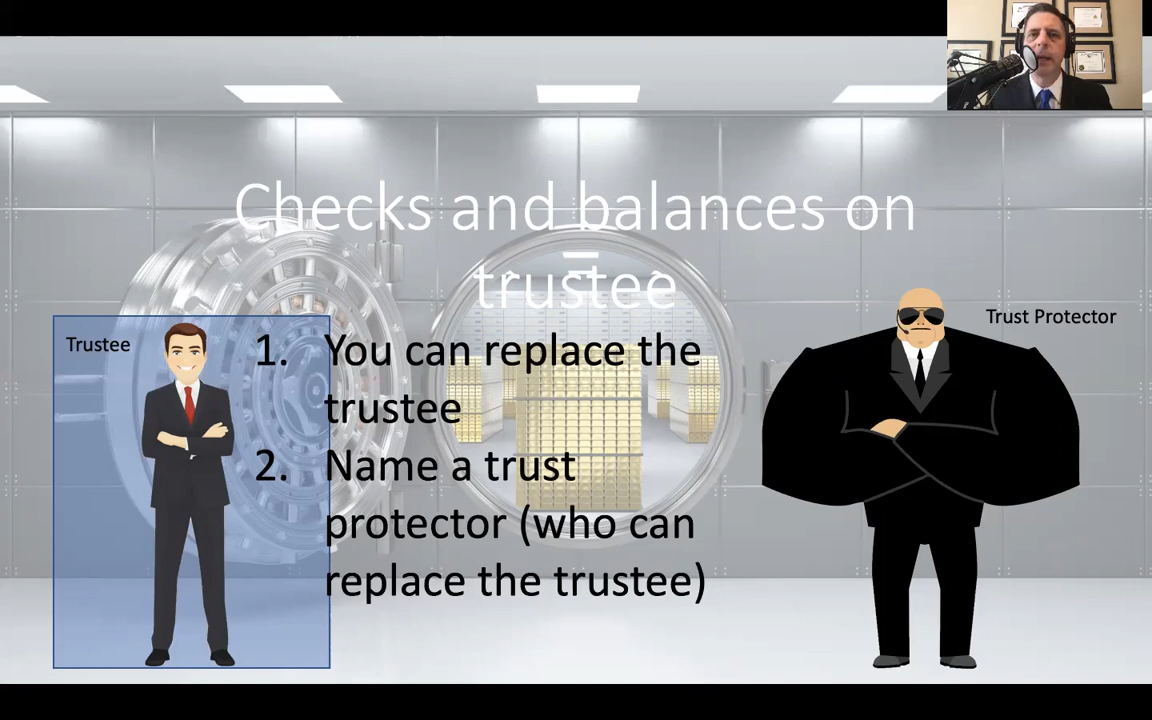 Checks and balances on
trustee
Trustee
1. You can replace the
trustee
2. Name a trust
protector (who can
replace the trustee)
Trust Protector